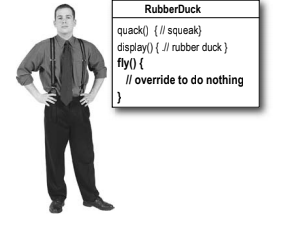 RubberDuck
quack() { // squeak}
display() { .// rubber duck }
fly() {
// override to do nothing
}